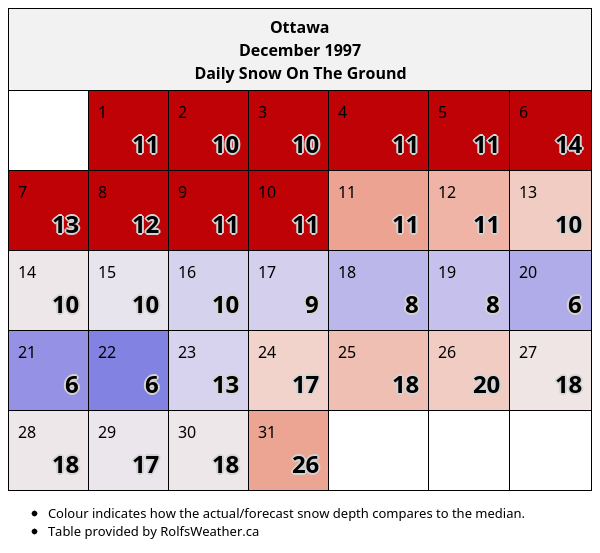 Ottawa
December 1997
Daily Snow On The Ground
1 2 3 4 5 6
11 10 10 11 11 14
7 8 9 10 11 12 13
13 12 11 11 11 11 10
14 15 16 17 18 19 20
10 10 10 9 8 8 6
21 22 23 24 25 26 27
6 6 13 17 18 20 18
28 29 30 31
18 17 18 26
• Colour indicates how the actual/forecast snow depth compares to the median.
• Table provided by RolfsWeather.ca